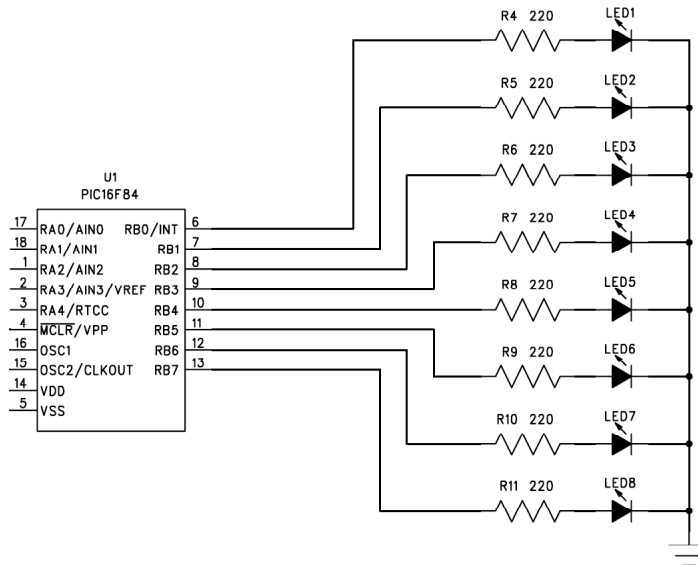 R4 220 LED1
R5 220 LED2
R6 220 LED3
U1
PIC16F84
R7 220 LED4
17 RA0/AIN0 RB0/INT 6
18 RA1/AIN1 RB1 7
1 RA2/AIN2 RB2 8
2 RA3/AIN3/VREF RB3 9
3 RA4/RTCC RB4 10
4 MCLR/VPP RB5 11
16 OSC1 RB6 12
15 OSC2/CLKOUT RB7 13
14 VDD
5 VSS
R8 220 LED5
R9 220 LED6
R10 220 LED7
R11 220 LED8